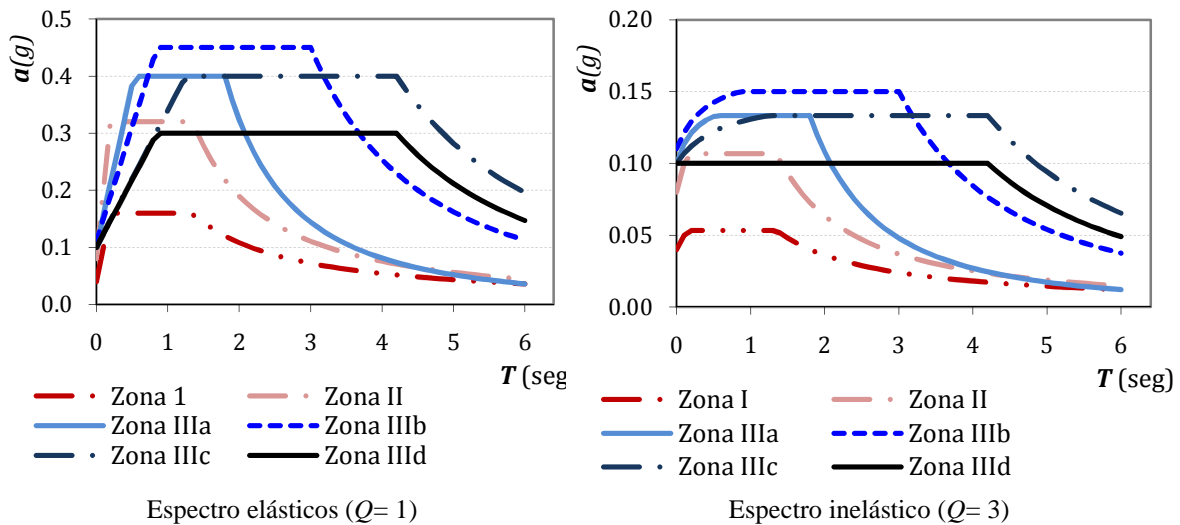 a(g)
0.5
0.4
0.3
0.2
0.1
0.0
0 1 2 3 4 5 6
T (seg
Zona 1
Zona II
Zona IIIa
Zona IIIb
Zona IIIc
Zona IIId
Espectro elásticos (Q= 1)
a(g)
0.20
0.15
0.10
0.05
0.00
0 1 2 3 4 5 6
T (seg)
Zona I
Zona II
Zona IIIa
Zona IIIb
Zona IIIc
Zona IIId
Espectro inelástico (Q= 3)